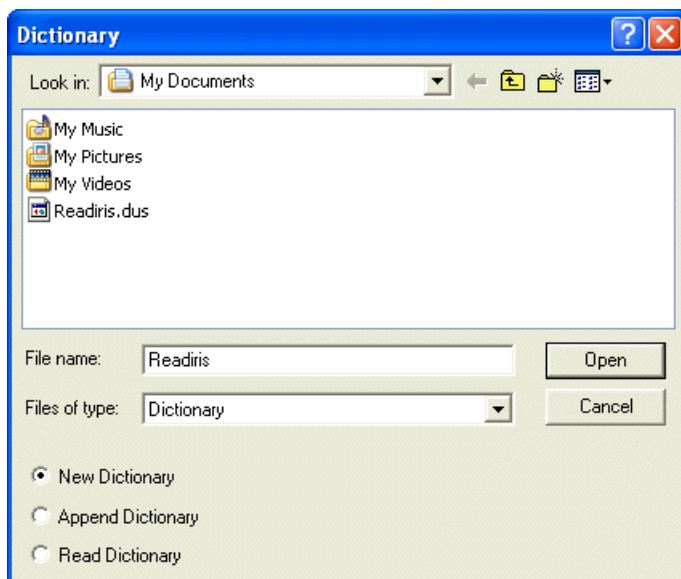 Dictionary
Look in: My Documents
My Music
My Pictures
My Videos
Readiris.dus
File name: Readiris Open
Files of type: Dictionary Cancel
New Dictionary
Append Dictionary
Read Dictionary